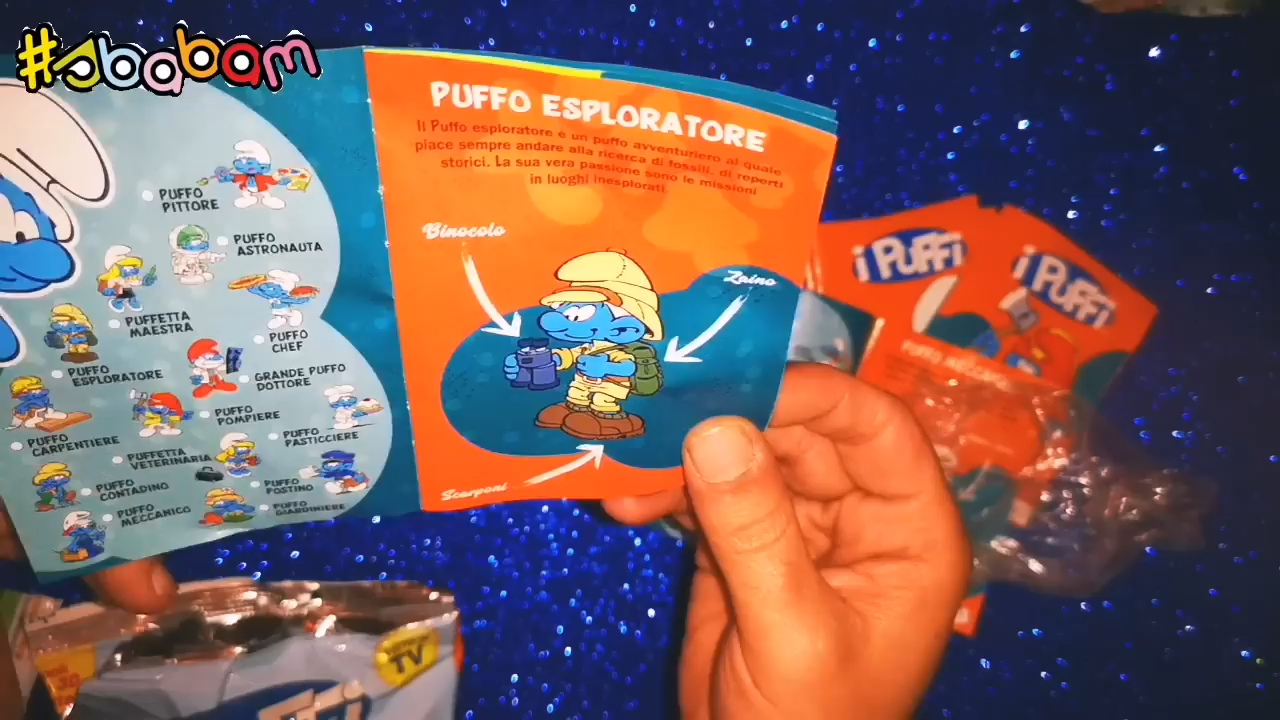 #sbabam
PUFFO
PITTORE
PUFFO
ASTRONAUTA
PUFFETTA
MAESTRA
PUFFO
CHEF
PUFFO
ESPLORATORE
GRANDE PUFFO
DOTTORE
PUFFO
POMPIERE
PUFFO
CARPENTIERE
PUFFO
PASTICCIERE
PUFFETTA
VETERINARIA
PUFFO
CONTADINO
PUFFO
POSTINO
PUFFO
MECCANICO
PUFFO
GIARDINIERE
PUFFO ESPLORATORE
Il Puffo esploratore è un puffo avventuriero al quale
piace sempre andare alla ricerca di fossili, di reperti
storici. La sua vera passione sono le missioni
in luoghi inesplorati.
Binocolo
Zaino
Scarponi
i PUFFI
i PUFFI
PUFFO
TV